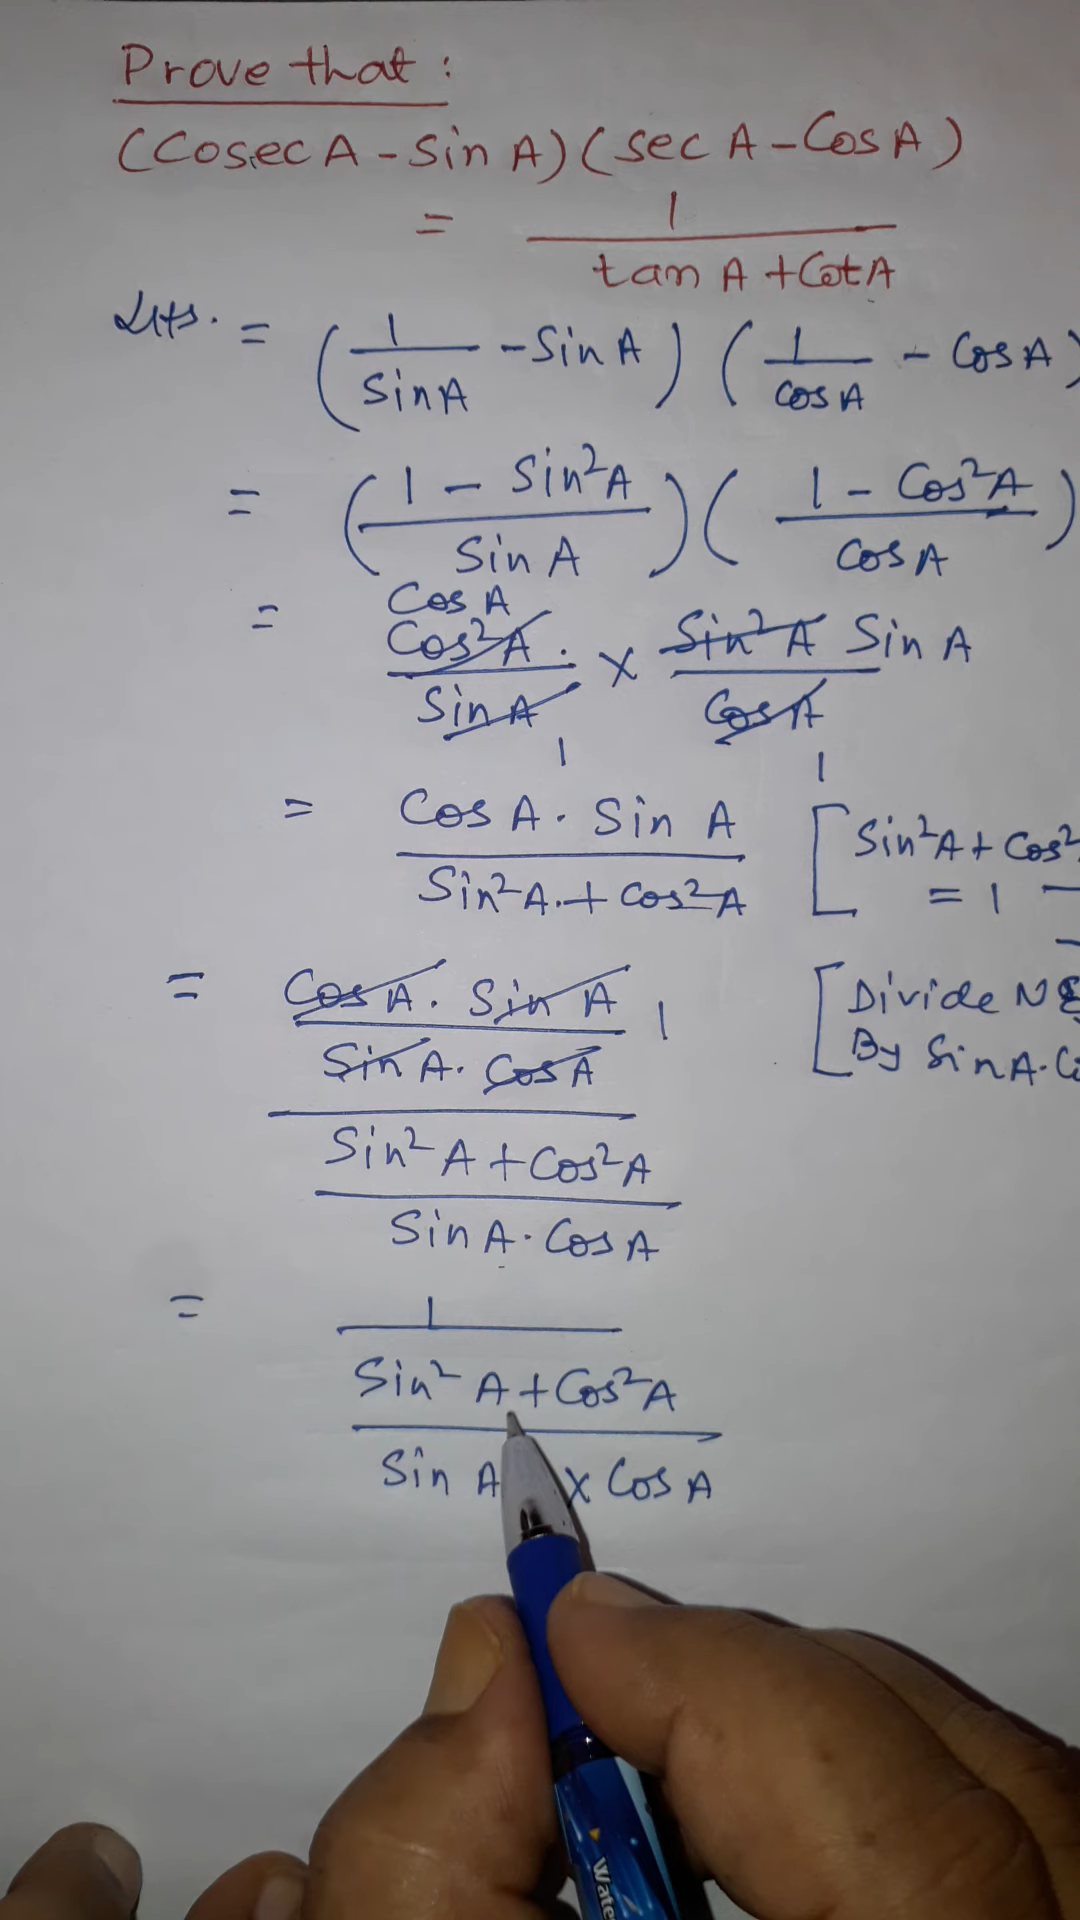 Prove that :
(Cosec A - Sin A) (Sec A - Cos A)
= 1 / tan A + Cot A
LHS. = (1 / Sin A - Sin A) (1 / Cos A - Cos A)
= (1 - Sin²A / Sin A) (1 - Cos²A / Cos A)
Cos A
= Cos²A / Sin A × Sin²A / Cos A Sin A
1 1
= Cos A . Sin A / Sin²A + Cos²A [Sin²A + Cos²
= 1
= Cos A . Sin A / Sin A . Cos A 1 [Divide N &
By Sin A . Co
Sin²A + Cos²A / Sin A . Cos A
= 1 / Sin²A + Cos²A / Sin A × Cos A
Wate